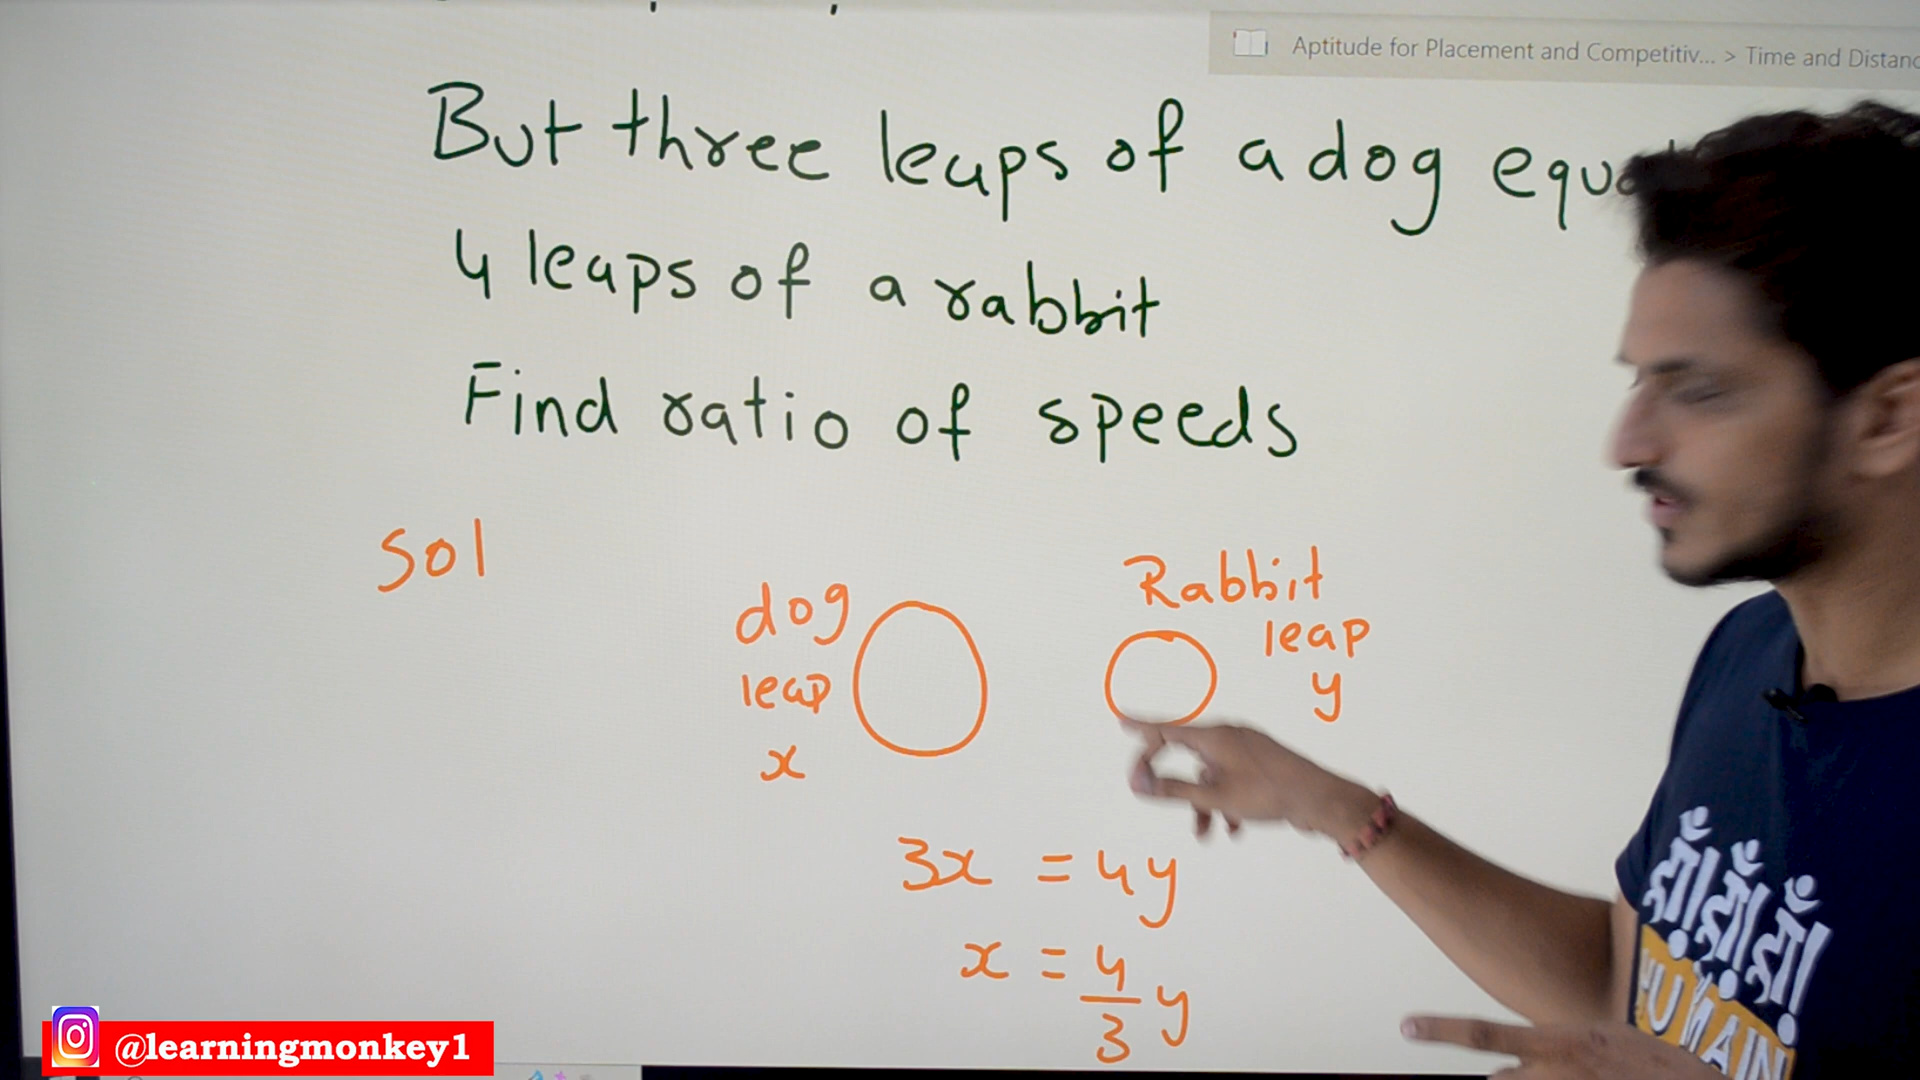 Aptitude for Placement and Competitiv... > Time and Distanc
But three leaps of a dog equ
4 leaps of a rabbit
Find ratio of speeds
Sol
dog
leap
x
Rabbit
leap
y
3x = 4y
x = 4/3 y
हाँ! हाँ! हाँ!
HUMAN
@learningmonkey1